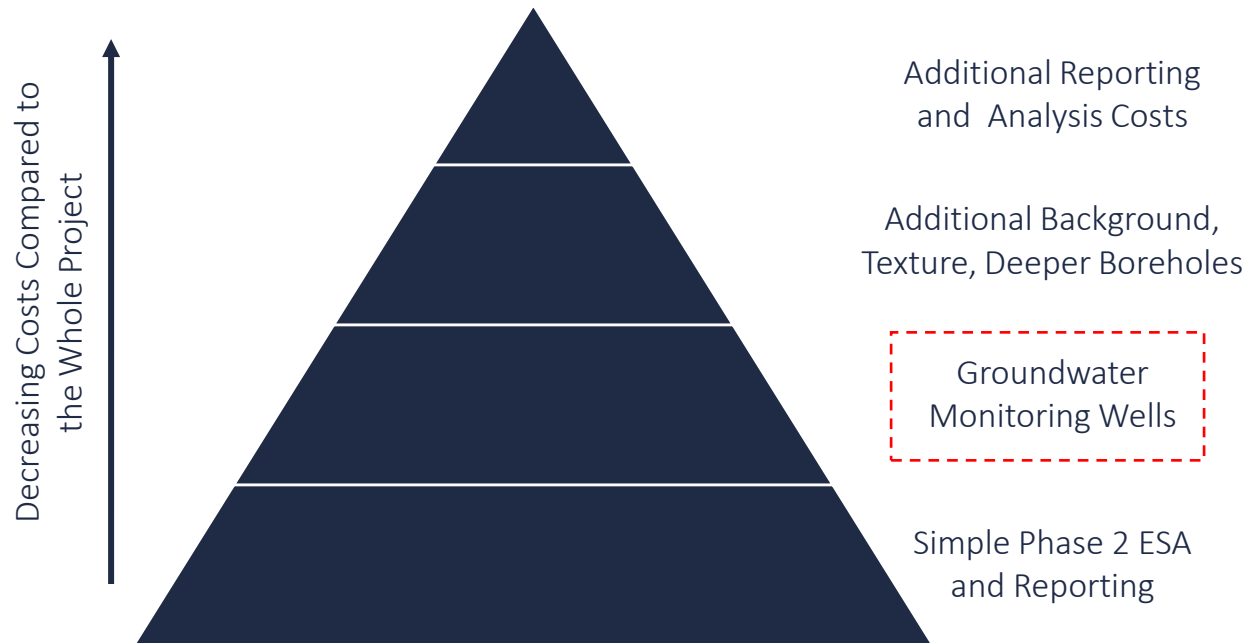 Decreasing Costs Compared to
the Whole Project
Additional Reporting
and Analysis Costs
Additional Background,
Texture, Deeper Boreholes
Groundwater
Monitoring Wells
Simple Phase 2 ESA
and Reporting